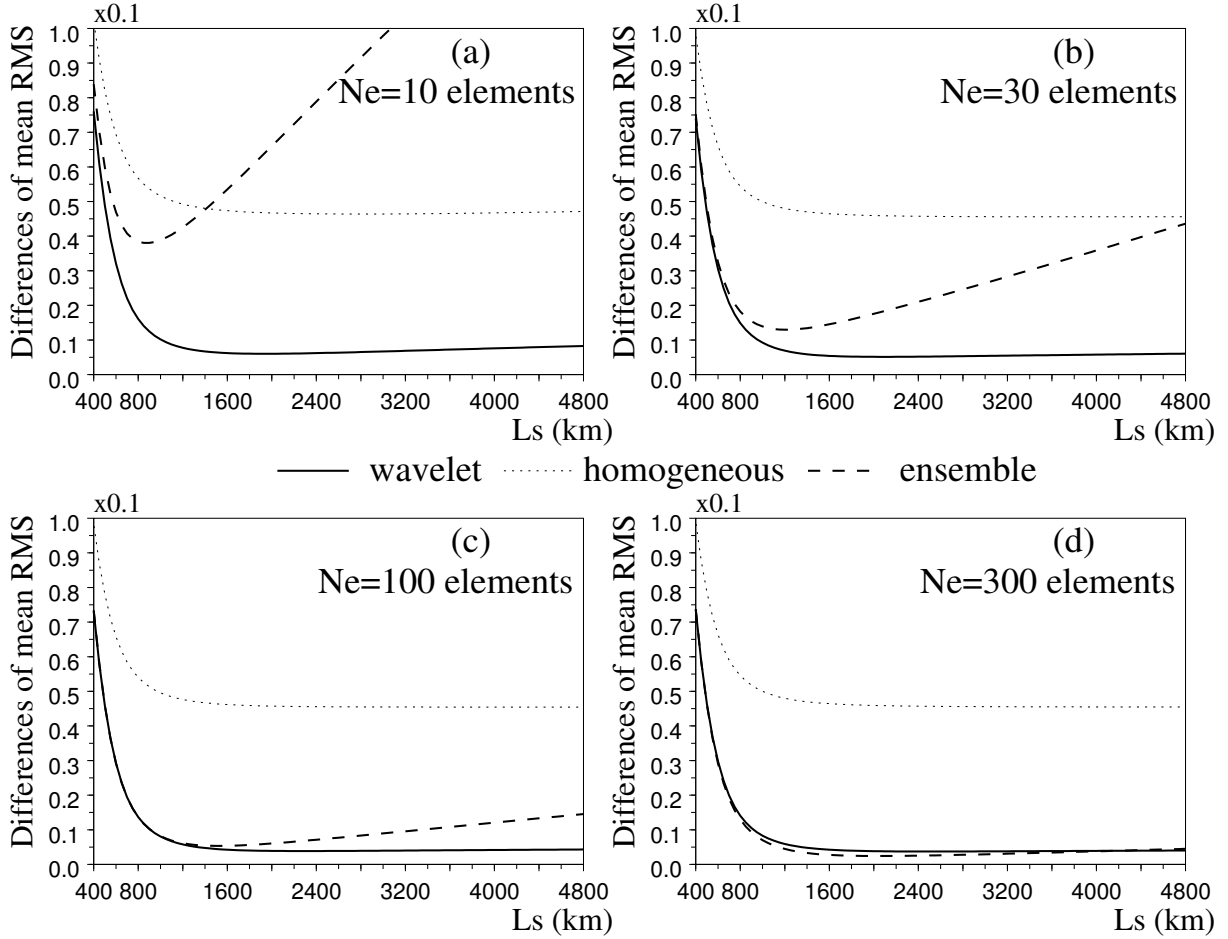 x0.1
Differences of mean RMS
1.0
0.9
0.8
0.7
0.6
0.5
0.4
0.3
0.2
0.1
0.0
(a)
Ne=10 elements
400 800 1600 2400 3200 4000 4800
Ls (km)
x0.1
Differences of mean RMS
1.0
0.9
0.8
0.7
0.6
0.5
0.4
0.3
0.2
0.1
0.0
(b)
Ne=30 elements
400 800 1600 2400 3200 4000 4800
Ls (km)
wavelet homogeneous ensemble
x0.1
Differences of mean RMS
1.0
0.9
0.8
0.7
0.6
0.5
0.4
0.3
0.2
0.1
0.0
(c)
Ne=100 elements
400 800 1600 2400 3200 4000 4800
Ls (km)
x0.1
Differences of mean RMS
1.0
0.9
0.8
0.7
0.6
0.5
0.4
0.3
0.2
0.1
0.0
(d)
Ne=300 elements
400 800 1600 2400 3200 4000 4800
Ls (km)